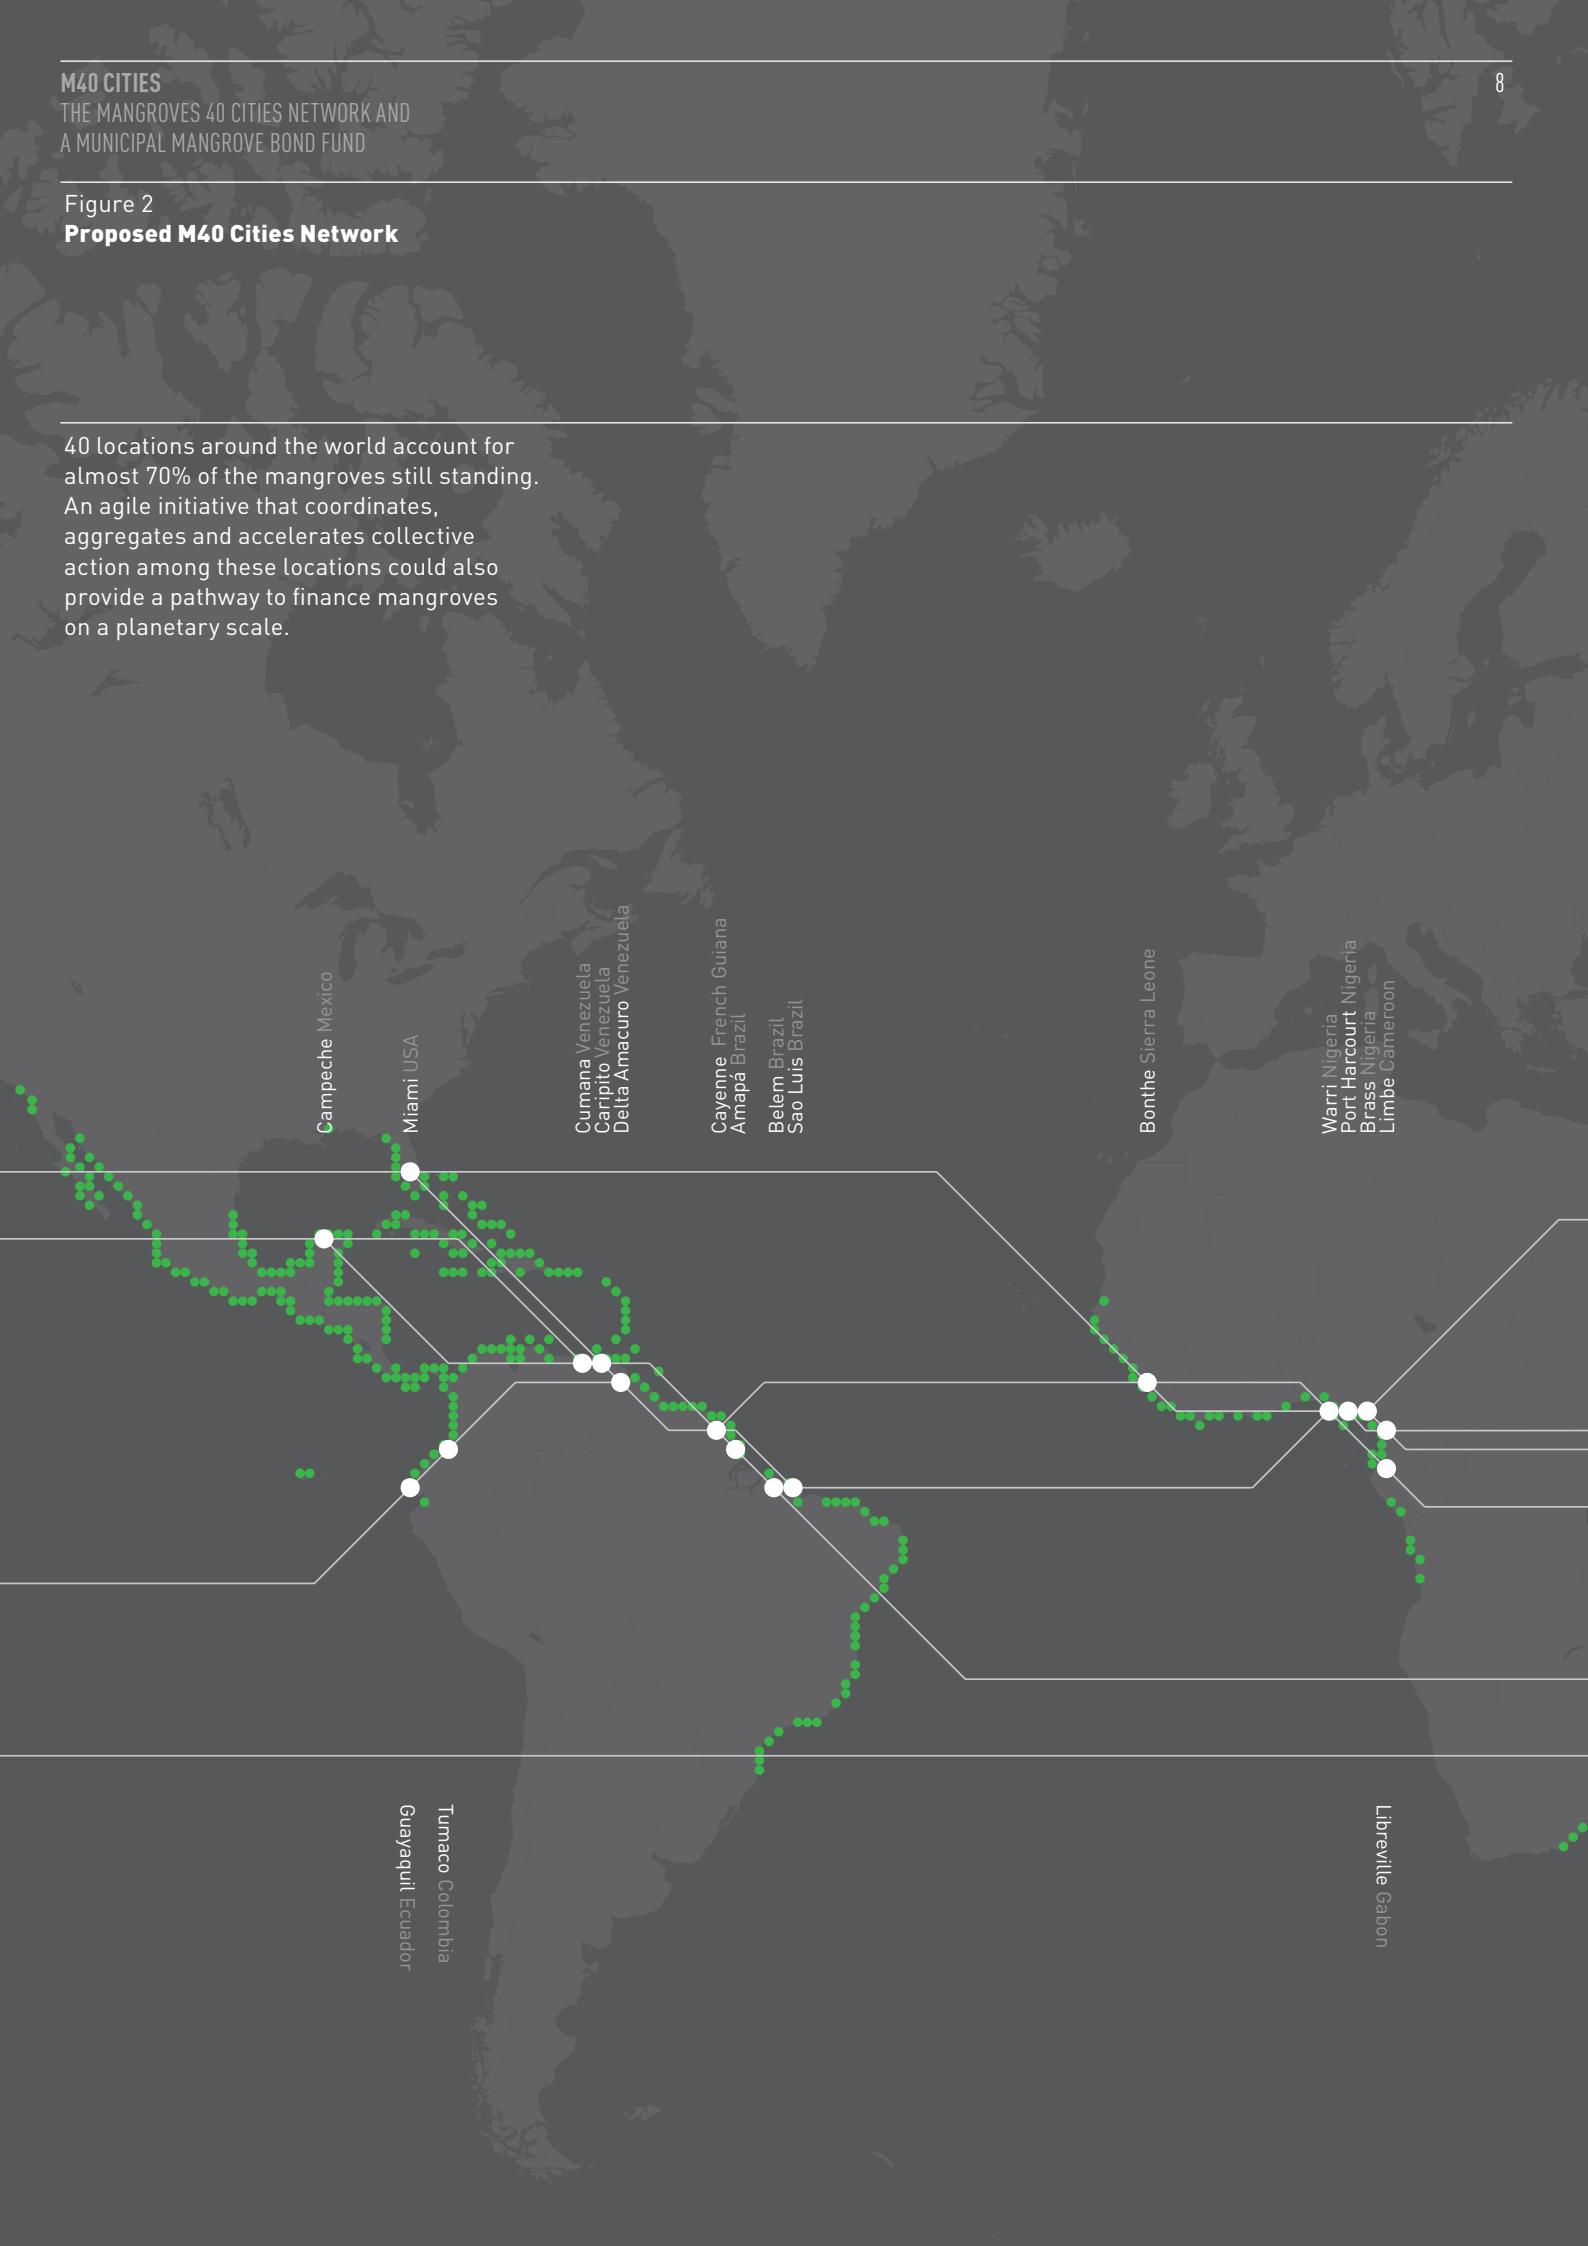 M40 CITIES
8
THE MANGROVES 40 CITIES NETWORK AND
A MUNICIPAL MANGROVE BOND FUND
Figure 2
Proposed M40 Cities Network
40 locations around the world account for
almost 70% of the mangroves still standing.
An agile initiative that coordinates,
aggregates and accelerates collective
action among these locations could also
provide a pathway to finance mangroves
on a planetary scale.
Campeche Mexico
Miami USA
Cumana Venezuela
Caripito Venezuela
Delta Amacuro Venezuela
Cayenne French Guiana
Amapá Brazil
Belem Brazil
Sao Luis Brazil
Bonthe Sierra Leone
Warri Nigeria
Port Harcourt Nigeria
Brass Nigeria
Limbe Cameroon
Guayaquil Ecuador
Tumaco Colombia
Libreville Gabon